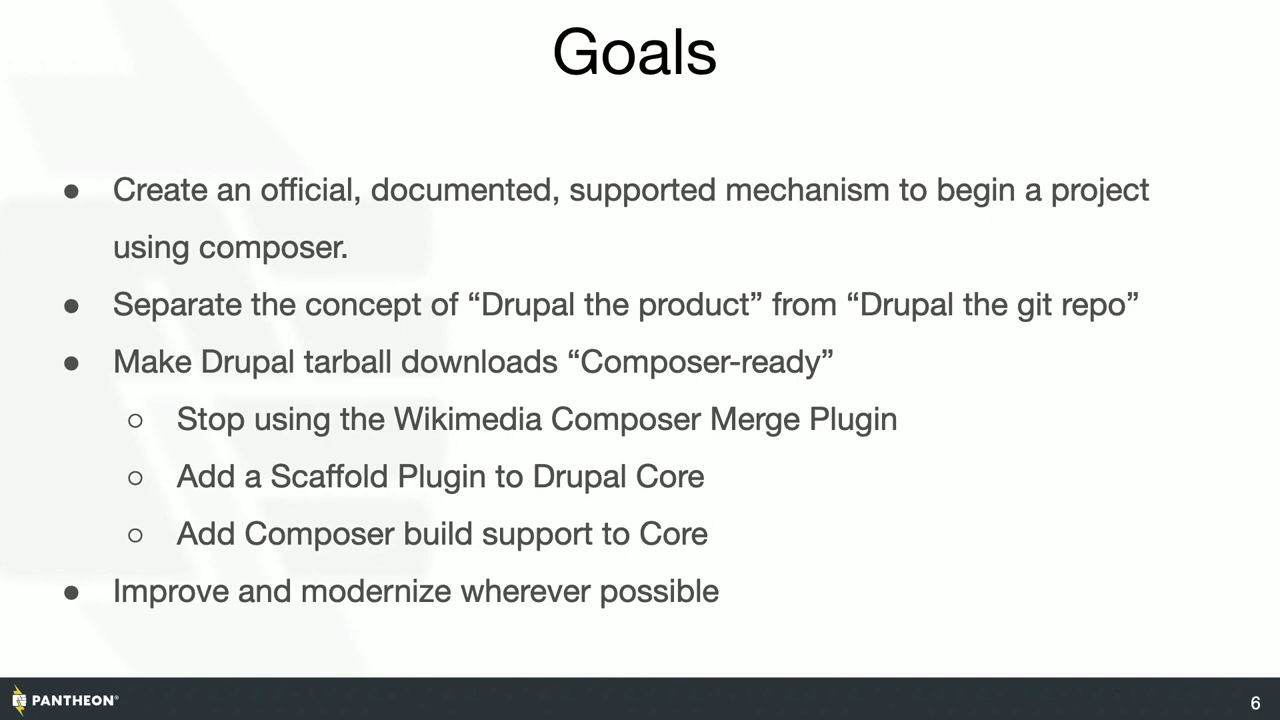 Goals
● Create an official, documented, supported mechanism to begin a project
using composer.
● Separate the concept of “Drupal the product” from “Drupal the git repo”
● Make Drupal tarball downloads “Composer-ready”
○ Stop using the Wikimedia Composer Merge Plugin
○ Add a Scaffold Plugin to Drupal Core
○ Add Composer build support to Core
● Improve and modernize wherever possible
PANTHEON®
6